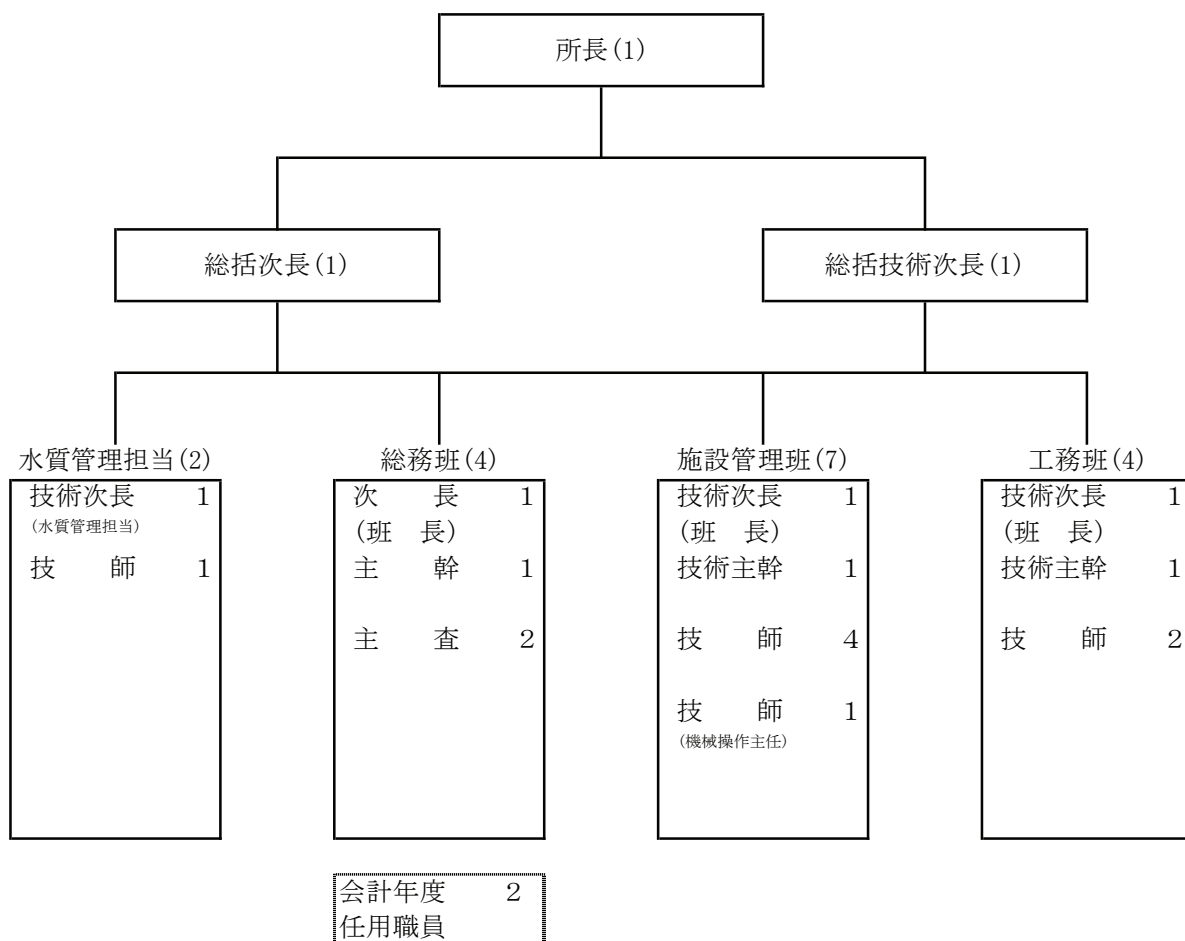 所長(1)
総括次長(1)
総括技術次長(1)
水質管理担当(2)
技術次長 1
(水質管理担当)
技 師 1
総務班(4)
次 長 1
(班 長)
主 幹 1
主 査 2
施設管理班(7)
技術次長 1
(班 長)
技術主幹 1
技 師 4
技 師 1
(機械操作主任)
工務班(4)
技術次長 1
(班 長)
技術主幹 1
技 師 2
会計年度 2
任用職員